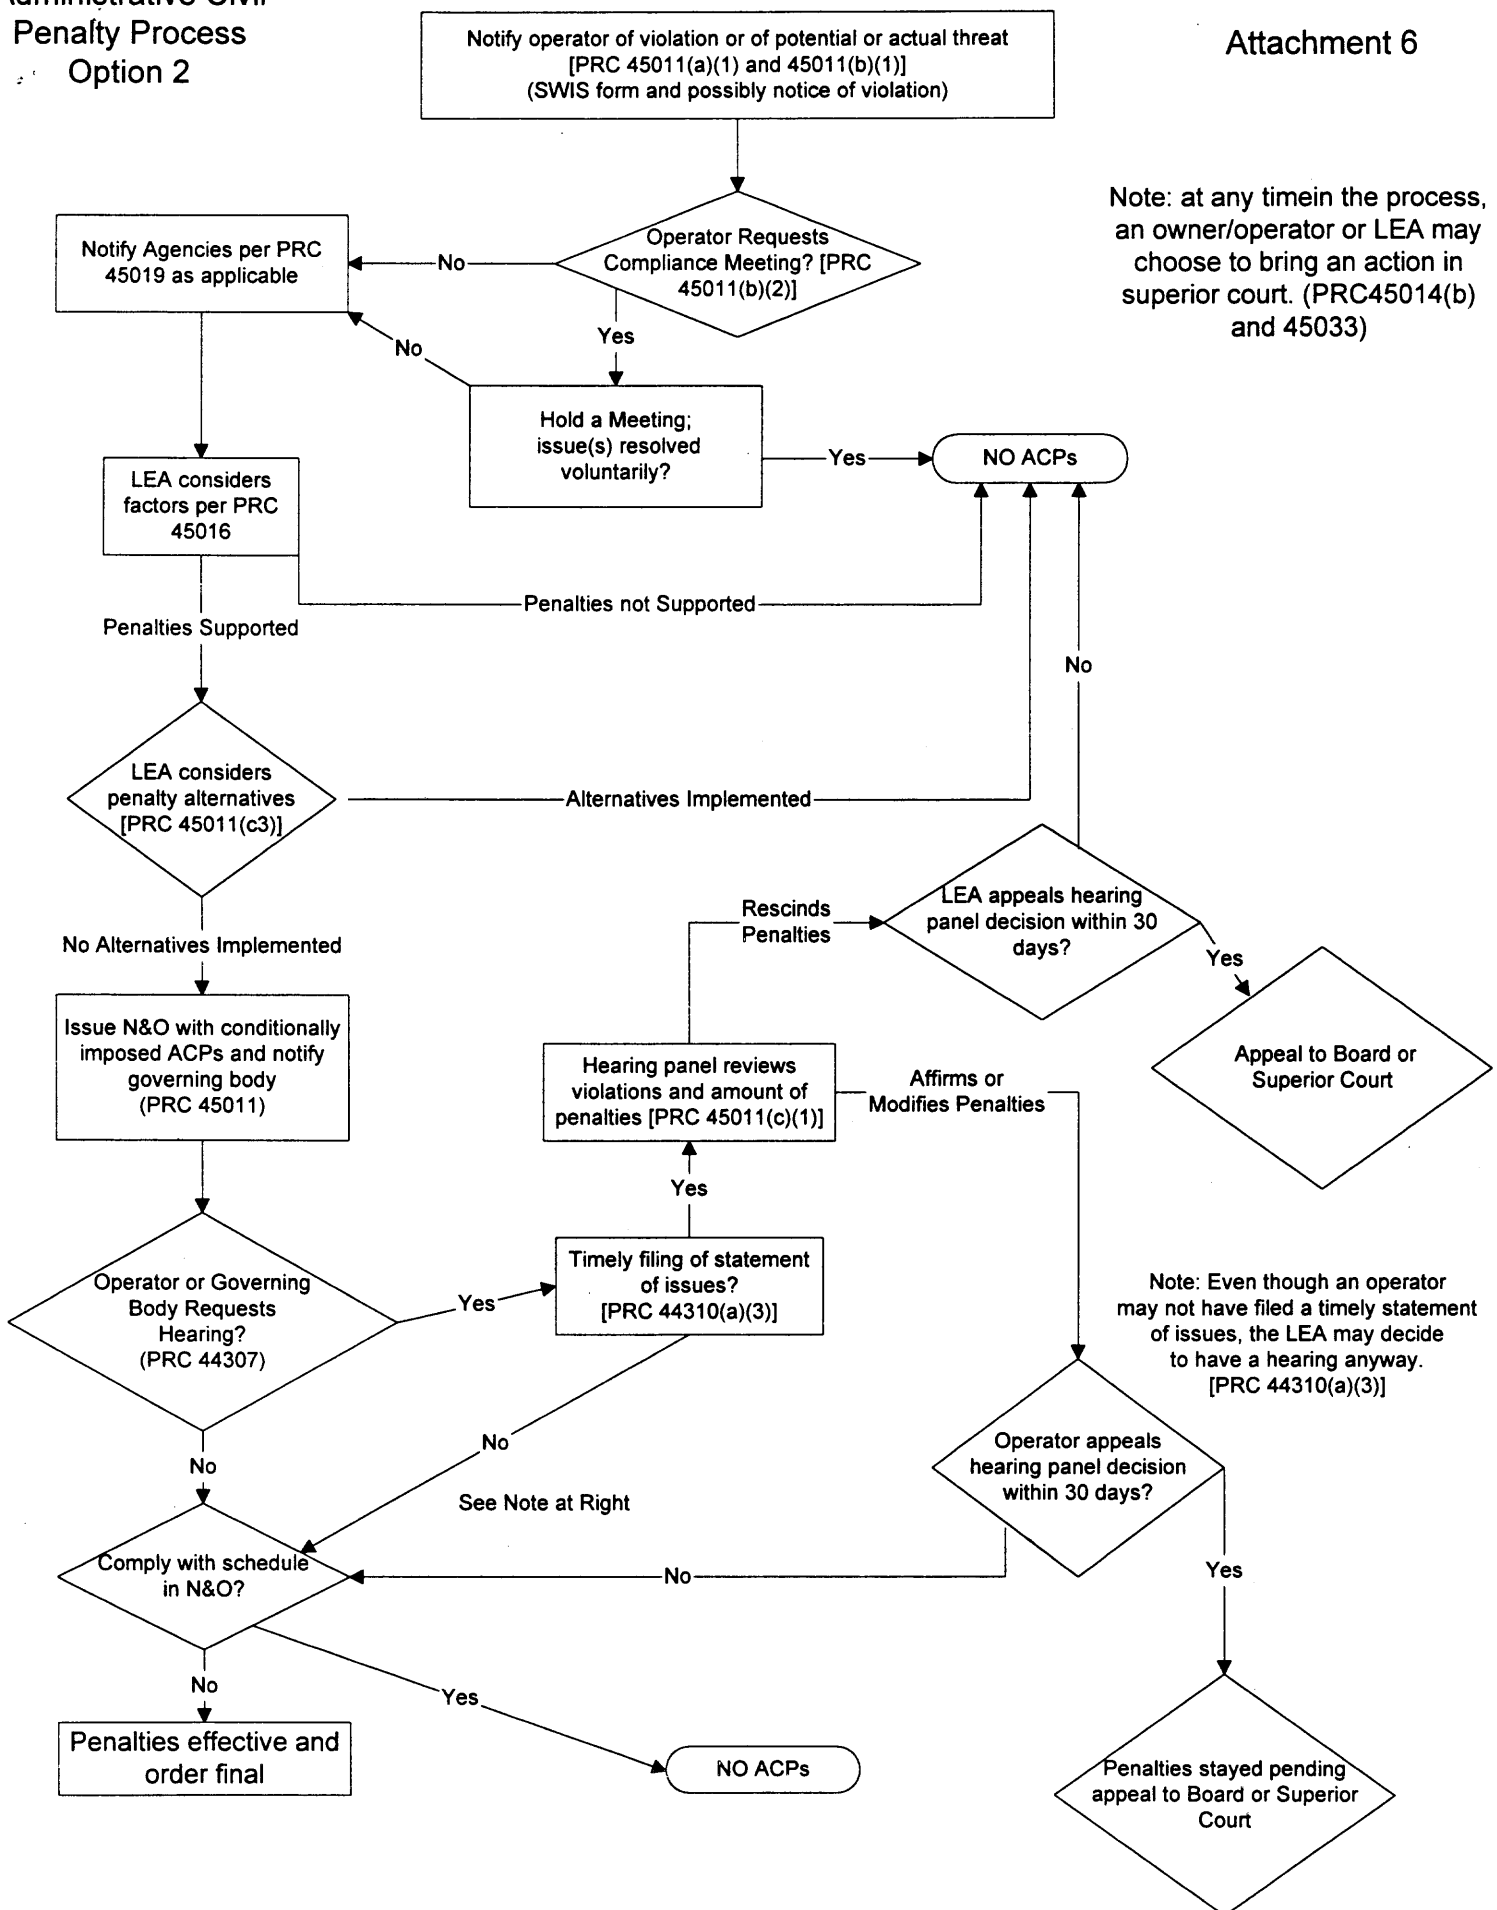 Administrative Civil
Penalty Process
Option 2
Attachment 6
Notify operator of violation or of potential or actual threat
[PRC 45011(a)(1) and 45011(b)(1)]
(SWIS form and possibly notice of violation)
Note: at any timein the process,
an owner/operator or LEA may
choose to bring an action in
superior court. (PRC45014(b)
and 45033)
Operator Requests
Compliance Meeting? [PRC
45011(b)(2)]
No
Yes
Notify Agencies per PRC
45019 as applicable
No
Hold a Meeting;
issue(s) resolved
voluntarily?
Yes
NO ACPs
LEA considers
factors per PRC
45016
Penalties not Supported
Penalties Supported
No
LEA considers
penalty alternatives
[PRC 45011(c3)]
Alternatives Implemented
No Alternatives Implemented
Rescinds
Penalties
LEA appeals hearing
panel decision within 30
days?
Yes
Appeal to Board or
Superior Court
Issue N&O with conditionally
imposed ACPs and notify
governing body
(PRC 45011)
Hearing panel reviews
violations and amount of
penalties [PRC 45011(c)(1)]
Affirms or
Modifies Penalties
Yes
Operator or Governing
Body Requests
Hearing?
(PRC 44307)
Yes
Timely filing of statement
of issues?
[PRC 44310(a)(3)]
Note: Even though an operator
may not have filed a timely statement
of issues, the LEA may decide
to have a hearing anyway.
[PRC 44310(a)(3)]
No
No
See Note at Right
Operator appeals
hearing panel decision
within 30 days?
Comply with schedule
in N&O?
No
Yes
No
Yes
Penalties effective and
order final
NO ACPs
Penalties stayed pending
appeal to Board or Superior
Court